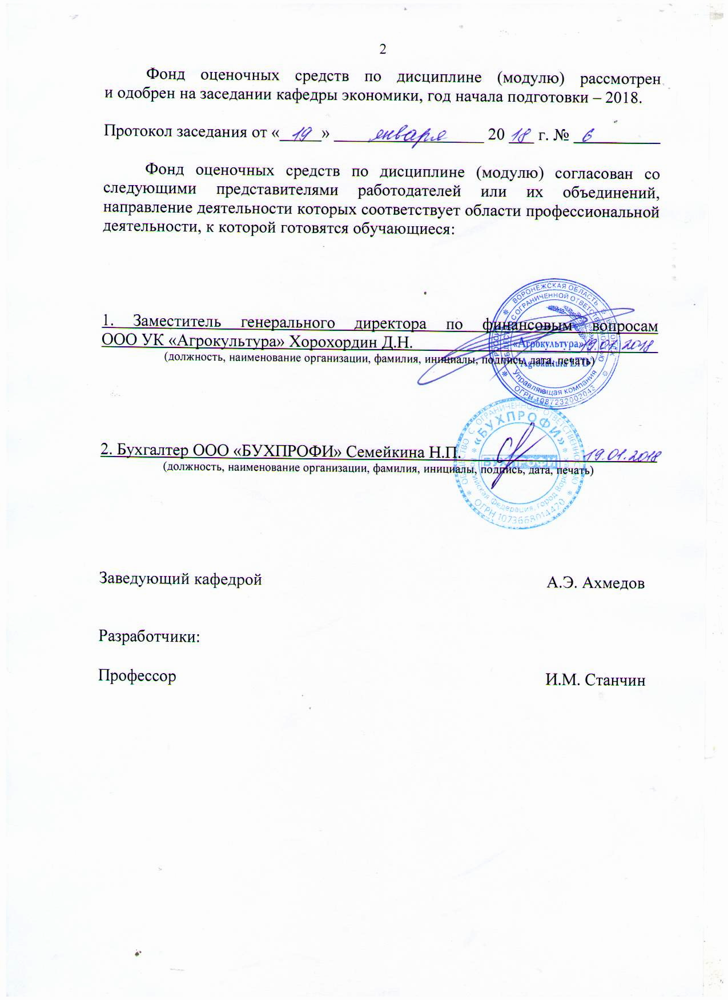 2
Фонд оценочных средств по дисциплине (модулю) рассмотрен
и одобрен на заседании кафедры экономики, год начала подготовки – 2018.
Протокол заседания от «19» января 20 18 г. № 6
Фонд оценочных средств по дисциплине (модулю) согласован со
следующими представителями работодателей или их объединений,
направление деятельности которых соответствует области профессиональной
деятельности, к которой готовятся обучающиеся:
ВОРОНЕЖСКАЯ ОБЛАСТЬ
С ОГРАНИЧЕННОЙ ОТВЕТСТВЕННОСТЬЮ
1. Заместитель генерального директора по финансовым вопросам
ООО УК «Агрокультура» Хорохордин Д.Н. 19.01.2018
«Агрокультура»
(должность, наименование организации, фамилия, инициалы, подпись, дата, печать)
Agrokultura LTD
Управляющая компания
ОГРН 1087232002043
ОБЩЕСТВО С ОГРАНИЧЕННОЙ ОТВЕТСТВЕННОСТЬЮ
«БУХПРОФИ»
2. Бухгалтер ООО «БУХПРОФИ» Семейкина Н.П. 19.01.2018
БУХПРОФИ
(должность, наименование организации, фамилия, инициалы, подпись, дата, печать)
Российская Федерация, город Воронеж
ОГРН 1073668014420
Заведующий кафедрой А.Э. Ахмедов
Разработчики:
Профессор И.М. Станчин